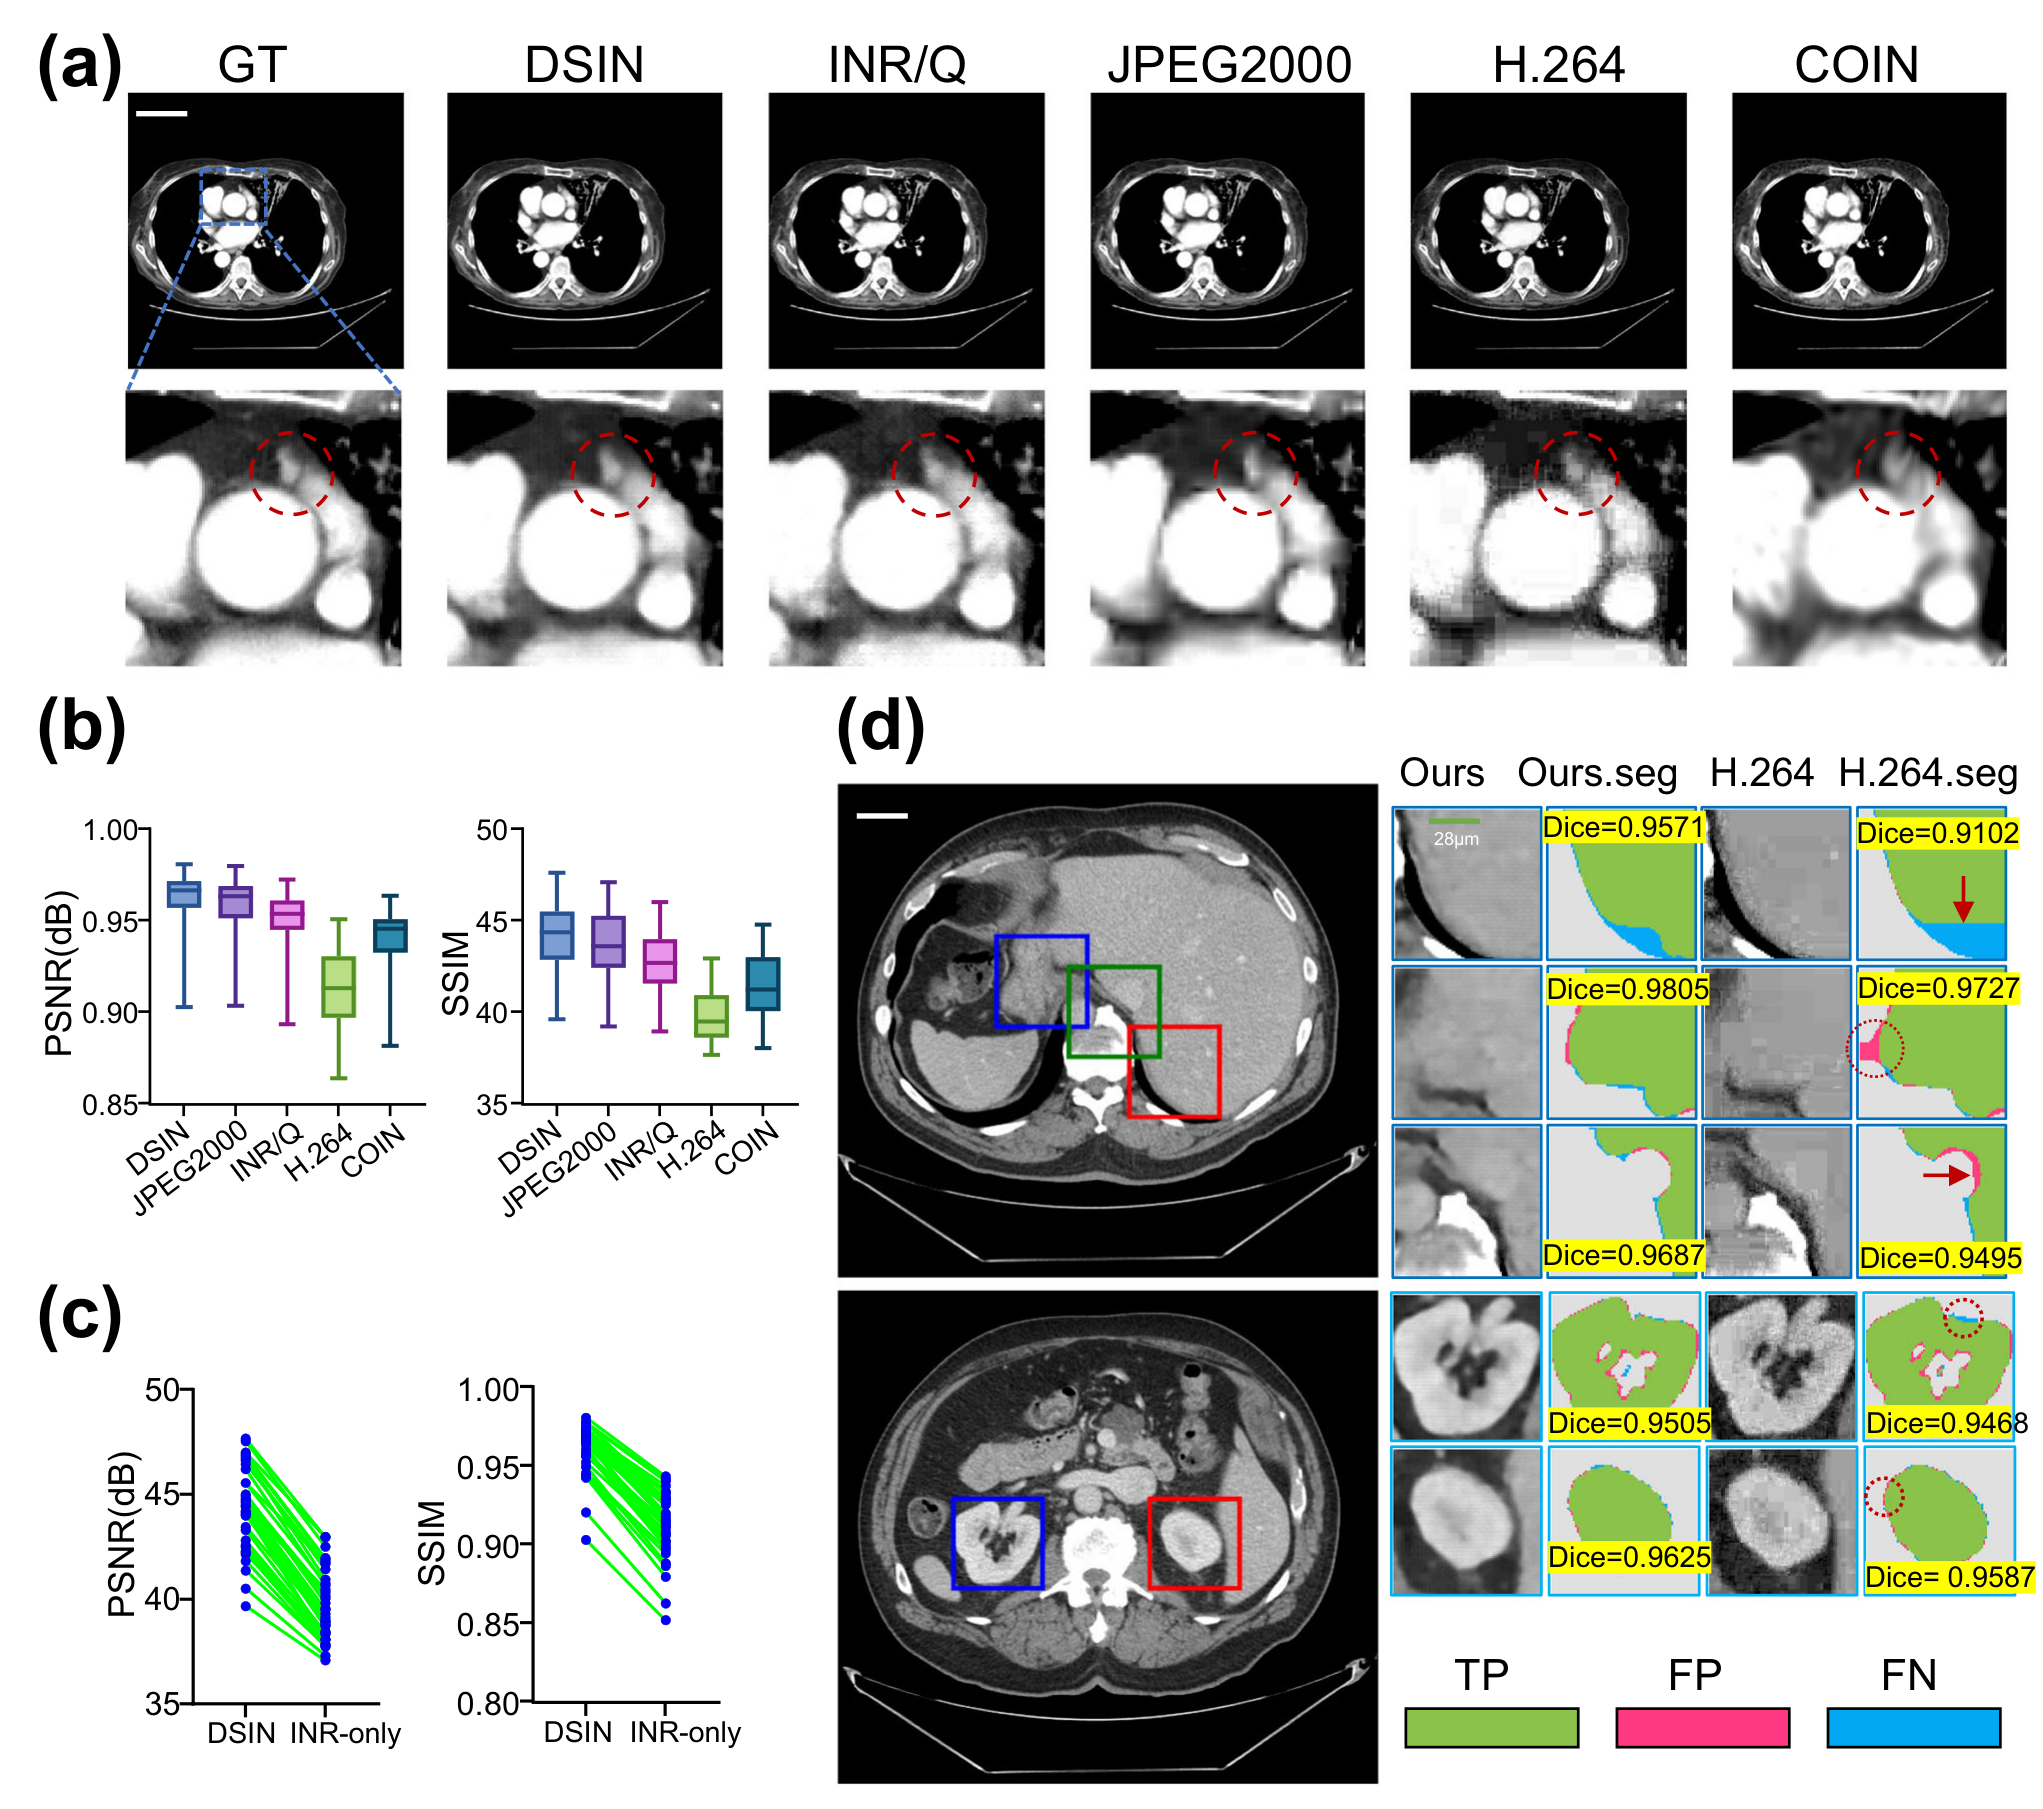 (a)
GT DSIN INR/Q JPEG2000 H.264 COIN
(b)
1.00
0.95
0.90
0.85
PSNR(dB)
DSIN JPEG2000 INR/Q H.264 COIN
50
45
40
35
SSIM
DSIN JPEG2000 INR/Q H.264 COIN
(c)
50
45
40
35
PSNR(dB)
DSIN INR-only
1.00
0.95
0.90
0.85
0.80
SSIM
DSIN INR-only
(d)
Ours Ours.seg H.264 H.264.seg
28μm
Dice=0.9571 Dice=0.9102
Dice=0.9805 Dice=0.9727
Dice=0.9687 Dice=0.9495
Dice=0.9505 Dice=0.9468
Dice=0.9625 Dice= 0.9587
TP FP FN